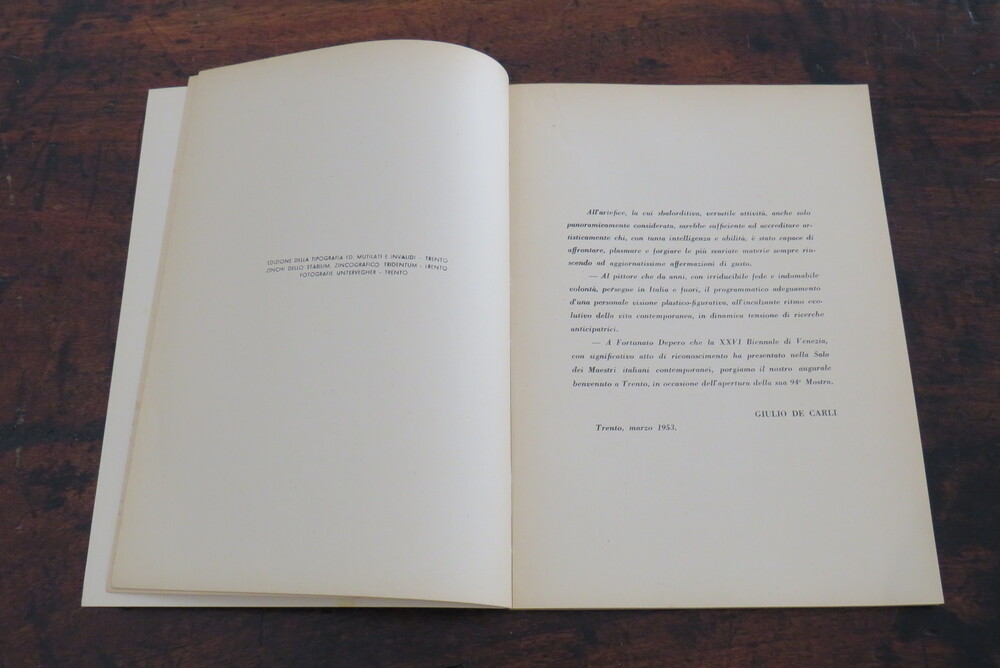 EDIZIONE DELLA TIPOGRAFIA ED. MUTILATI E INVALIDI - TRENTO
ZINCHI DELLO STABILIM. ZINCOGRAFICO TRIDENTUM - TRENTO
FOTOGRAFIE UNTERVEGHER - TRENTO
All'artefice, la cui sbalorditiva, versatile attività, anche solo
panoramicamente considerata, sarebbe sufficiente ad accreditare ar-
tisticamente chi, con tanta intelligenza e abilità, è stato capace di
affrontare, plasmare e forgiare le più svariate materie sempre riu-
scendo ad aggiornatissime affermazioni di gusto.
— Al pittore che da anni, con irriducibile fede e indomabile
volontà, persegue in Italia e fuori, il programmatico adeguamento
d'una personale visione plastico-figurativa, all'incalzante ritmo evo-
lutivo della vita contemporanea, in dinamica tensione di ricerche
anticipatrici.
— A Fortunato Depero che la XXVI Biennale di Venezia,
con significativo atto di riconoscimento ha presentato nella Sala
dei Maestri italiani contemporanei, porgiamo il nostro augurale
benvenuto a Trento, in occasione dell'apertura della sua 94ª Mostra.
GIULIO DE CARLI
Trento, marzo 1953.